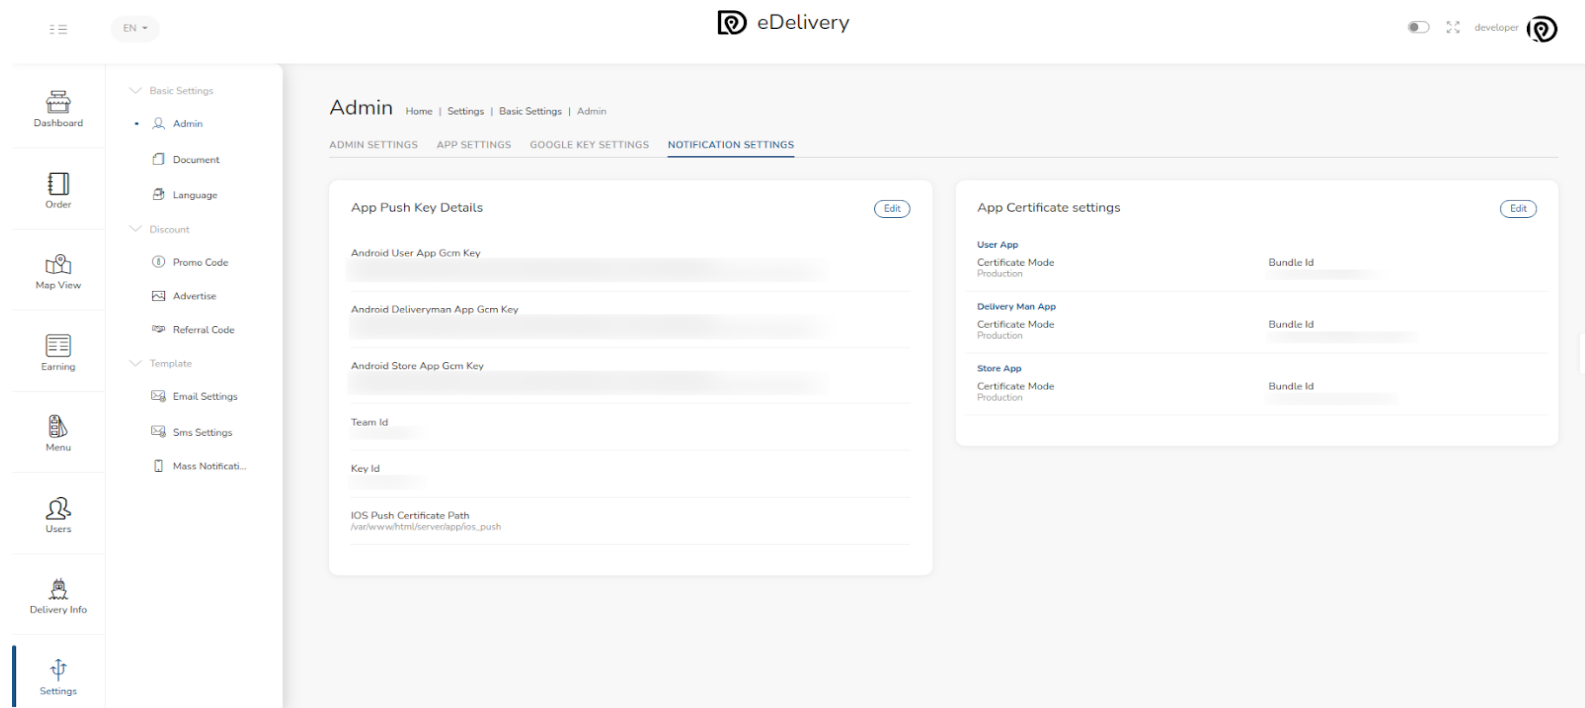 EN
eDelivery
developer
Dashboard
Order
Map View
Earning
Menu
Users
Delivery Info
Settings
Basic Settings
Admin
Document
Language
Discount
Promo Code
Advertise
Referral Code
Template
Email Settings
Sms Settings
Mass Notificati...
Admin Home | Settings | Basic Settings | Admin
ADMIN SETTINGS APP SETTINGS GOOGLE KEY SETTINGS NOTIFICATION SETTINGS
App Push Key Details Edit
Android User App Gcm Key
Android Deliveryman App Gcm Key
Android Store App Gcm Key
Team Id
Key Id
IOS Push Certificate Path
/var/www/html/server/app/ios_push
App Certificate settings Edit
User App
Certificate Mode Bundle Id
Production
Delivery Man App
Certificate Mode Bundle Id
Production
Store App
Certificate Mode Bundle Id
Production